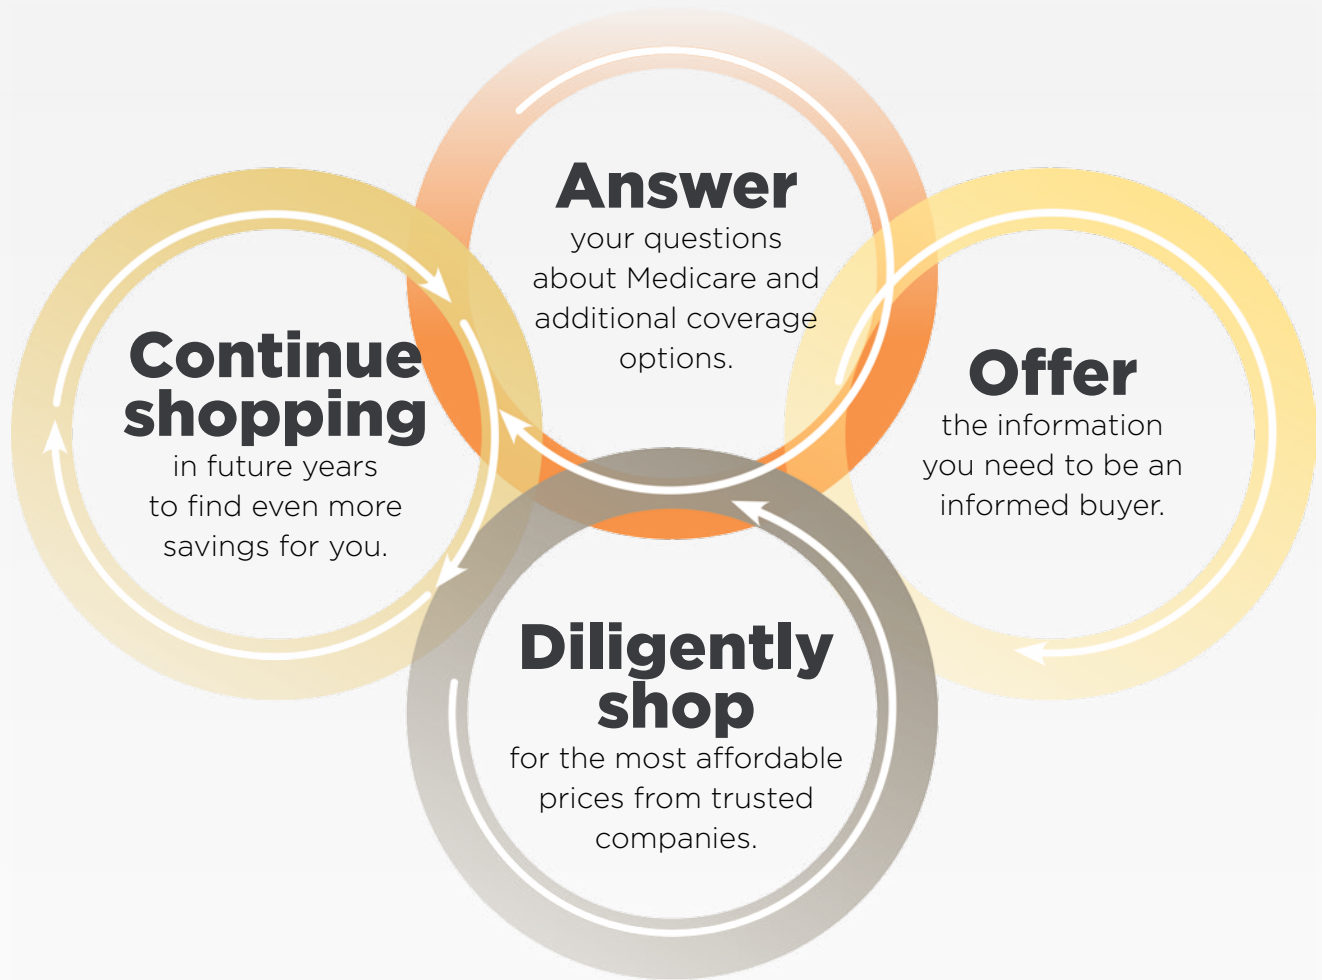 Answer
your questions
about Medicare and
additional coverage
options.
Offer
the information
you need to be an
informed buyer.
Diligently
shop
for the most affordable
prices from trusted
companies.
Continue
shopping
in future years
to find even more
savings for you.